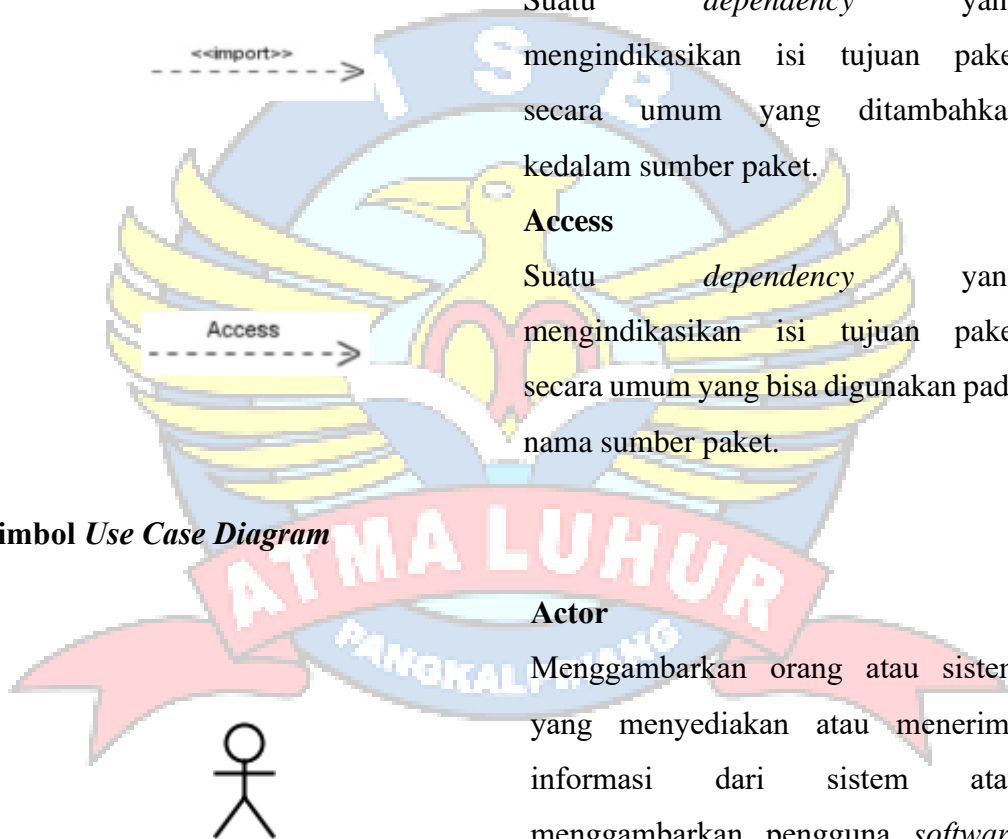 Suatu dependency yan
<<import>>
mengindikasikan isi tujuan pake
secara umum yang ditambahka
kedalam sumber paket.
Access
Suatu dependency yan
Access
mengindikasikan isi tujuan pake
secara umum yang bisa digunakan pad
nama sumber paket.
imbol Use Case Diagram
Actor
Menggambarkan orang atau sister
yang menyediakan atau menerim
informasi dari sistem ata
menggambarkan pengguna softwar
I S B
ATMA LUHUR
PANGKALPINANG